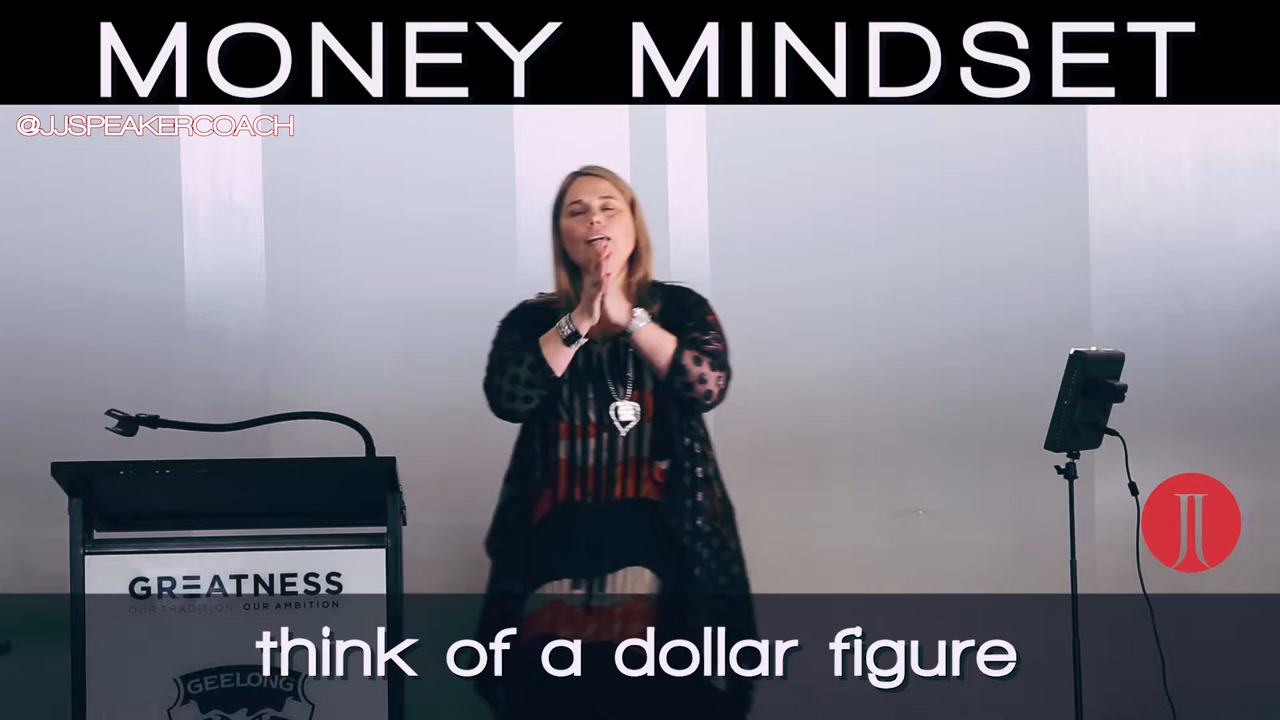 MONEY MINDSET
@JJSPEAKERCOACH
GREATNESS
OUR TRADITION. OUR AMBITION.
think of a dollar figure
GEELONG